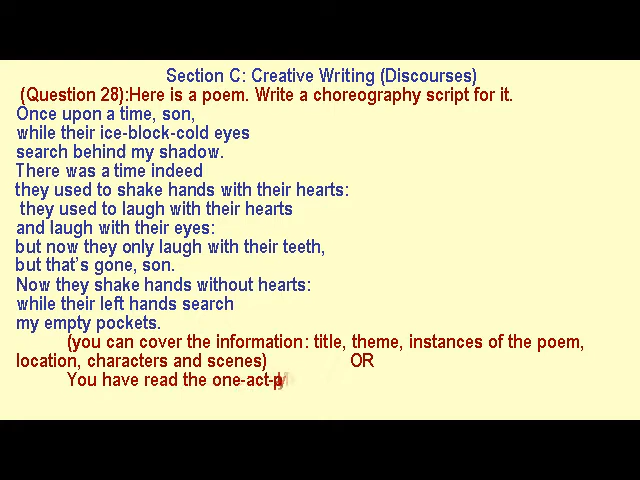 Section C: Creative Writing (Discourses)
(Question 28):Here is a poem. Write a choreography script for it.
Once upon a time, son,
while their ice-block-cold eyes
search behind my shadow.
There was a time indeed
they used to shake hands with their hearts:
they used to laugh with their hearts
and laugh with their eyes:
but now they only laugh with their teeth,
but that's gone, son.
Now they shake hands without hearts:
while their left hands search
my empty pockets.
(you can cover the information: title, theme, instances of the poem,
location, characters and scenes) OR
You have read the one-act-